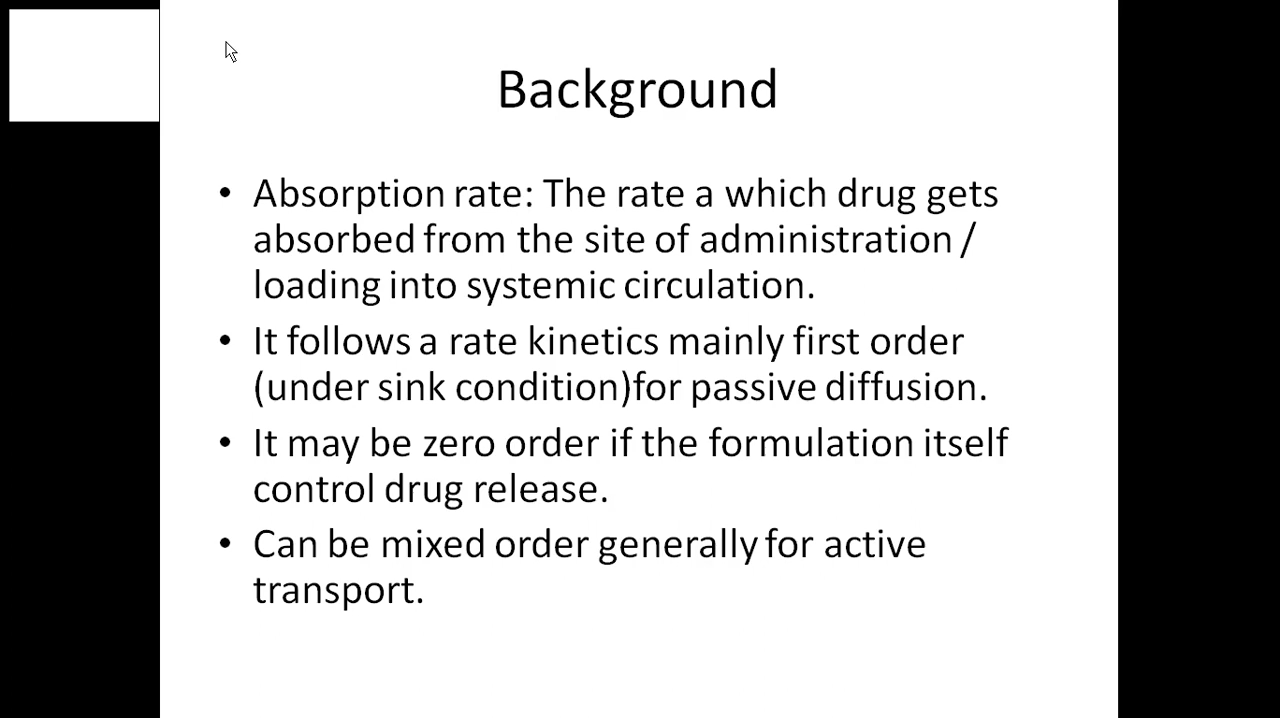 Background
• Absorption rate: The rate a which drug gets
absorbed from the site of administration /
loading into systemic circulation.
• It follows a rate kinetics mainly first order
(under sink condition)for passive diffusion.
• It may be zero order if the formulation itself
control drug release.
• Can be mixed order generally for active
transport.